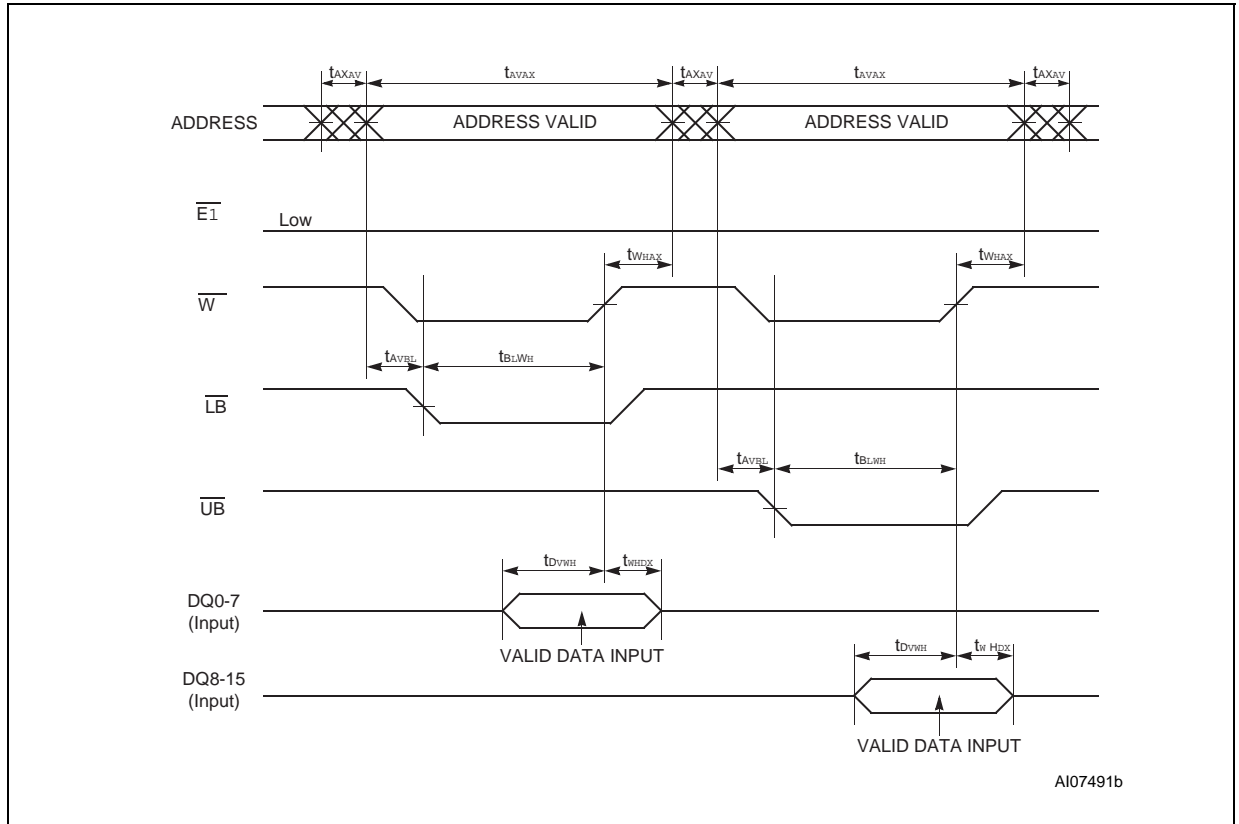 tAXAV tAVAX tAXAV tAVAX tAXAV
ADDRESS ADDRESS VALID ADDRESS VALID
E1 Low
tWHAX tWHAX
W
tAVBL tBLWH
LB
tAVBL tBLWH
UB
tDVWH tWHDX
DQ0-7
(Input)
VALID DATA INPUT
tDVWH tW HDX
DQ8-15
(Input)
VALID DATA INPUT
AI07491b